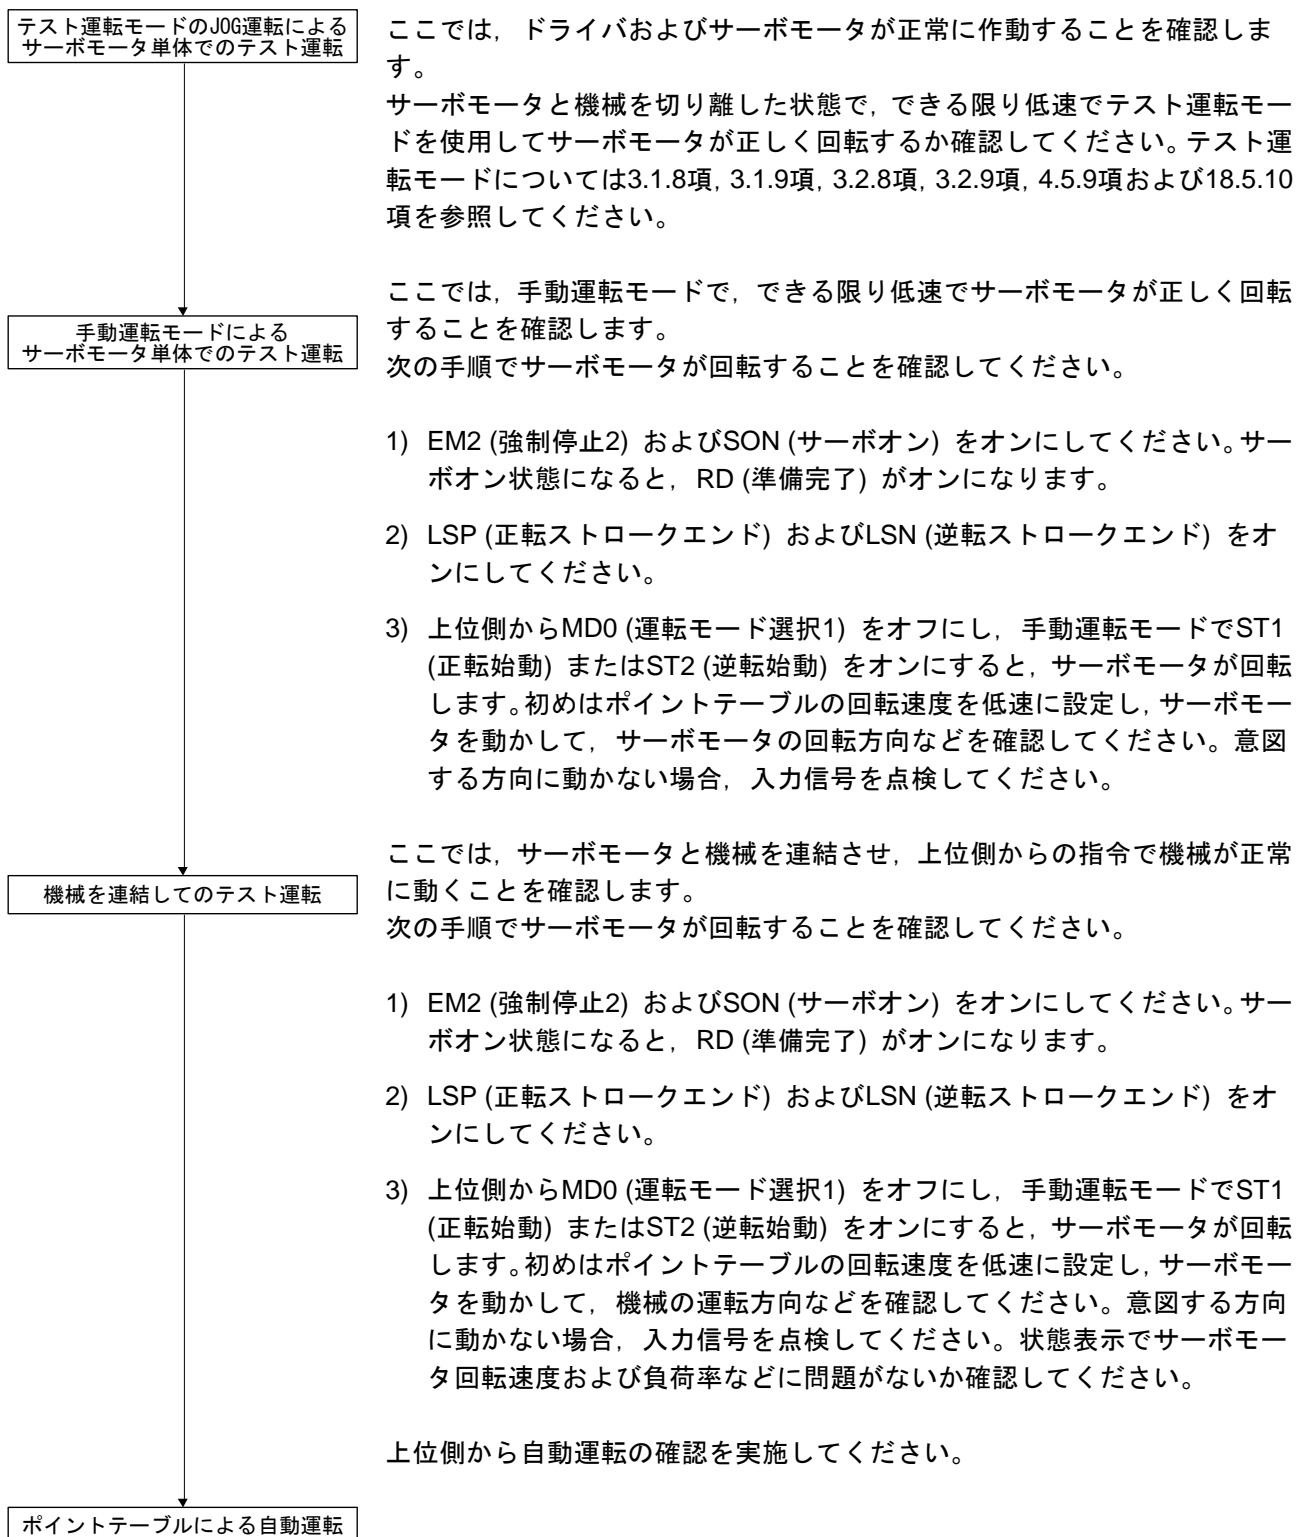 テスト運転モードのJOG運転による
サーボモータ単体でのテスト運転
ここでは，ドライバおよびサーボモータが正常に作動することを確認しま
す。
サーボモータと機械を切り離した状態で，できる限り低速でテスト運転モー
ドを使用してサーボモータが正しく回転するか確認してください。テスト運
転モードについては3.1.8項，3.1.9項，3.2.8項，3.2.9項，4.5.9項および18.5.10
項を参照してください。
手動運転モードによる
サーボモータ単体でのテスト運転
ここでは，手動運転モードで，できる限り低速でサーボモータが正しく回転
することを確認します。
次の手順でサーボモータが回転することを確認してください。
1) EM2 (強制停止2) およびSON (サーボオン) をオンにしてください。サー
ボオン状態になると，RD (準備完了) がオンになります。
2) LSP (正転ストロークエンド) およびLSN (逆転ストロークエンド) をオ
ンにしてください。
3) 上位側からMD0 (運転モード選択1) をオフにし，手動運転モードでST1
(正転始動) またはST2 (逆転始動) をオンにすると，サーボモータが回転
します。初めはポイントテーブルの回転速度を低速に設定し，サーボモー
タを動かして，サーボモータの回転方向などを確認してください。意図
する方向に動かない場合，入力信号を点検してください。
機械を連結してのテスト運転
ここでは，サーボモータと機械を連結させ，上位側からの指令で機械が正常
に動くことを確認します。
次の手順でサーボモータが回転することを確認してください。
1) EM2 (強制停止2) およびSON (サーボオン) をオンにしてください。サー
ボオン状態になると，RD (準備完了) がオンになります。
2) LSP (正転ストロークエンド) およびLSN (逆転ストロークエンド) をオ
ンにしてください。
3) 上位側からMD0 (運転モード選択1) をオフにし，手動運転モードでST1
(正転始動) またはST2 (逆転始動) をオンにすると，サーボモータが回転
します。初めはポイントテーブルの回転速度を低速に設定し，サーボモー
タを動かして，機械の運転方向などを確認してください。意図する方向
に動かない場合，入力信号を点検してください。状態表示でサーボモー
タ回転速度および負荷率などに問題がないか確認してください。
上位側から自動運転の確認を実施してください。
ポイントテーブルによる自動運転